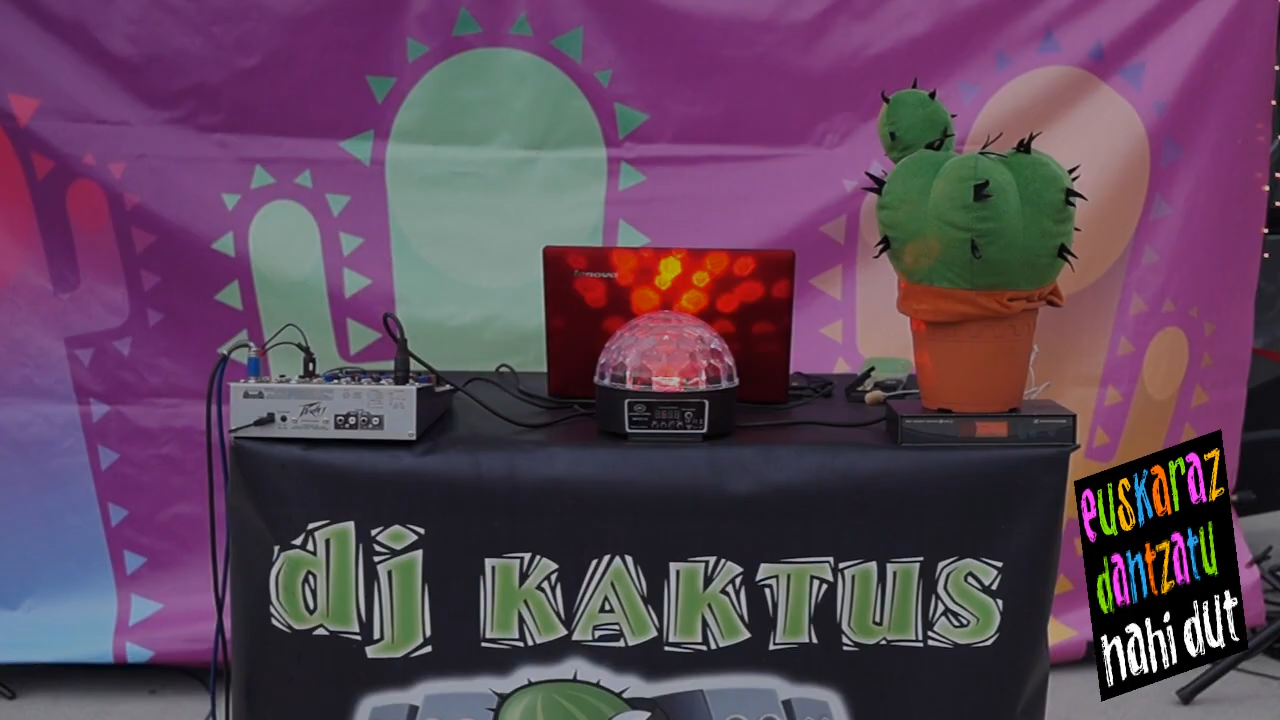 lenovo
PEAVEY
dj KAKTUS
euskaraz
dantzatu
nahi dut